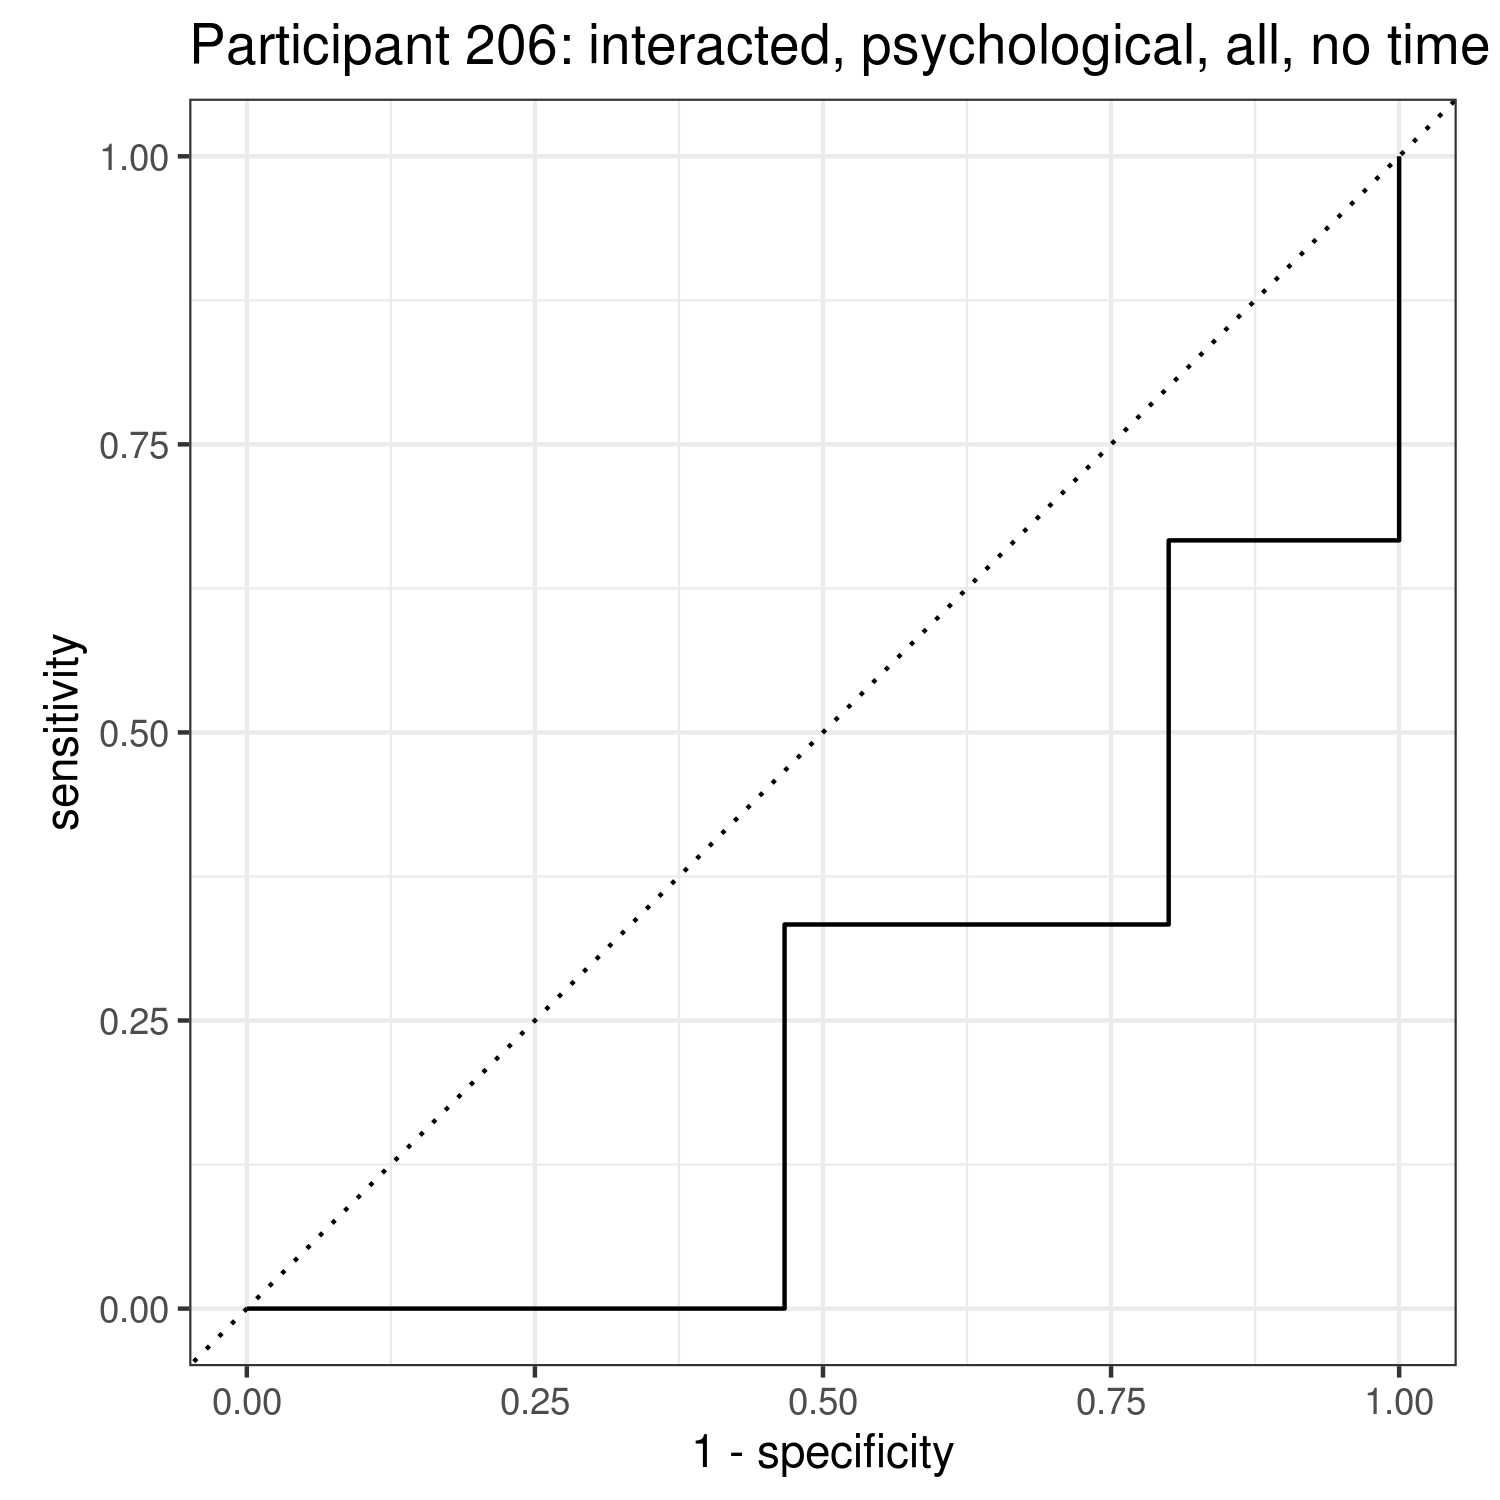 Participant 206: interacted, psychological, all, no time
1.00
0.75
0.50
0.25
0.00
sensitivity
0.00 0.25 0.50 0.75 1.00
1 - specificity